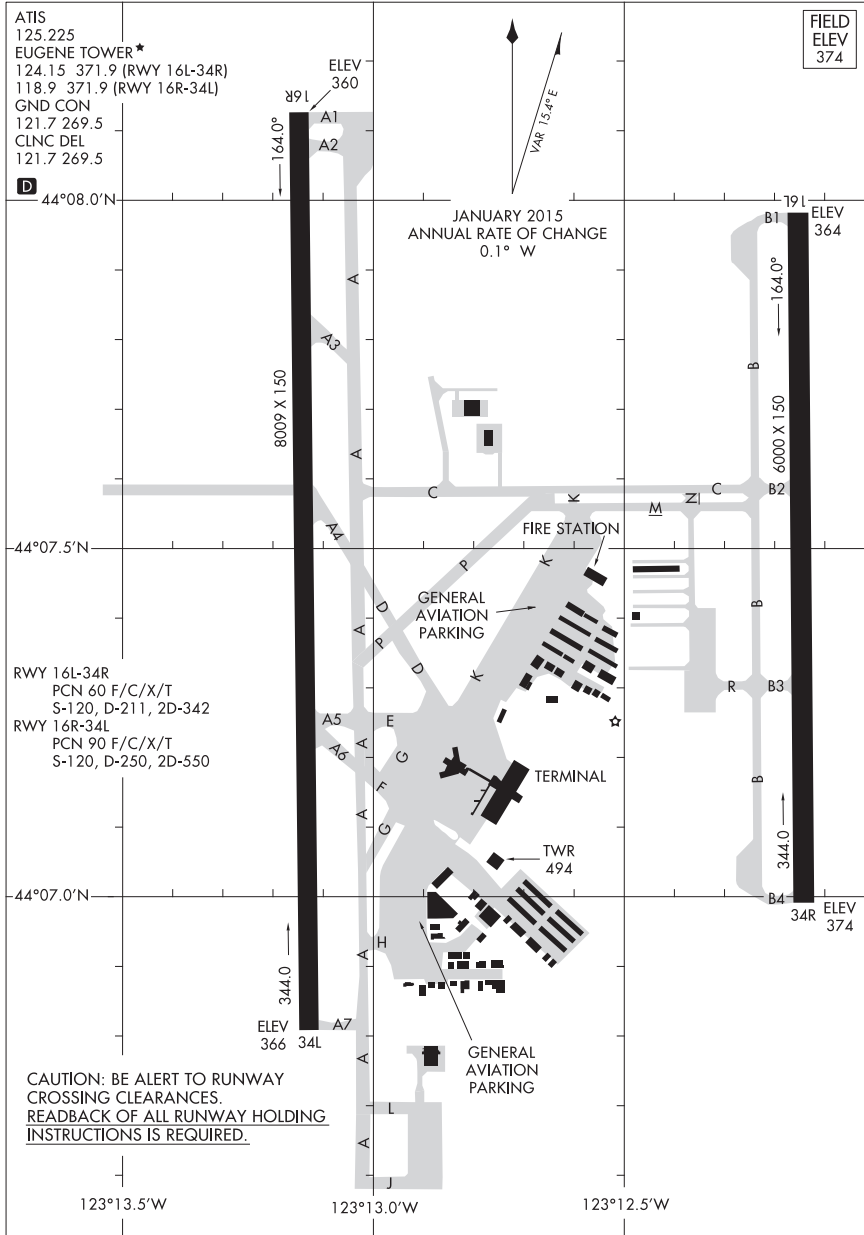 ATIS
125.225
EUGENE TOWER★
124.15 371.9 (RWY 16L-34R)
118.9 371.9 (RWY 16R-34L)
GND CON
121.7 269.5
CLNC DEL
121.7 269.5
D
FIELD
ELEV
374
VAR 15.4° E
JANUARY 2015
ANNUAL RATE OF CHANGE
0.1° W
ELEV
360
16R
164.0°
A1
A2
44°08.0'N
16L
B1
ELEV
364
164.0°
A
A3
B
8009 X 150
6000 X 150
A
C
K
N
C
B2
M
A4
FIRE STATION
44°07.5'N
P
K
GENERAL
AVIATION
PARKING
D
B
A
P
D
K
RWY 16L-34R
PCN 60 F/C/X/T
S-120, D-211, 2D-342
RWY 16R-34L
PCN 90 F/C/X/T
S-120, D-250, 2D-550
R
B3
A5
E
A
A6
G
F
TERMINAL
B
A
G
344.0
TWR
494
44°07.0'N
B4
34R
ELEV
374
H
A
344.0
ELEV
366
34L
A7
A
GENERAL
AVIATION
PARKING
CAUTION: BE ALERT TO RUNWAY
CROSSING CLEARANCES.
READBACK OF ALL RUNWAY HOLDING
INSTRUCTIONS IS REQUIRED.
L
A
J
123°13.5'W
123°13.0'W
123°12.5'W